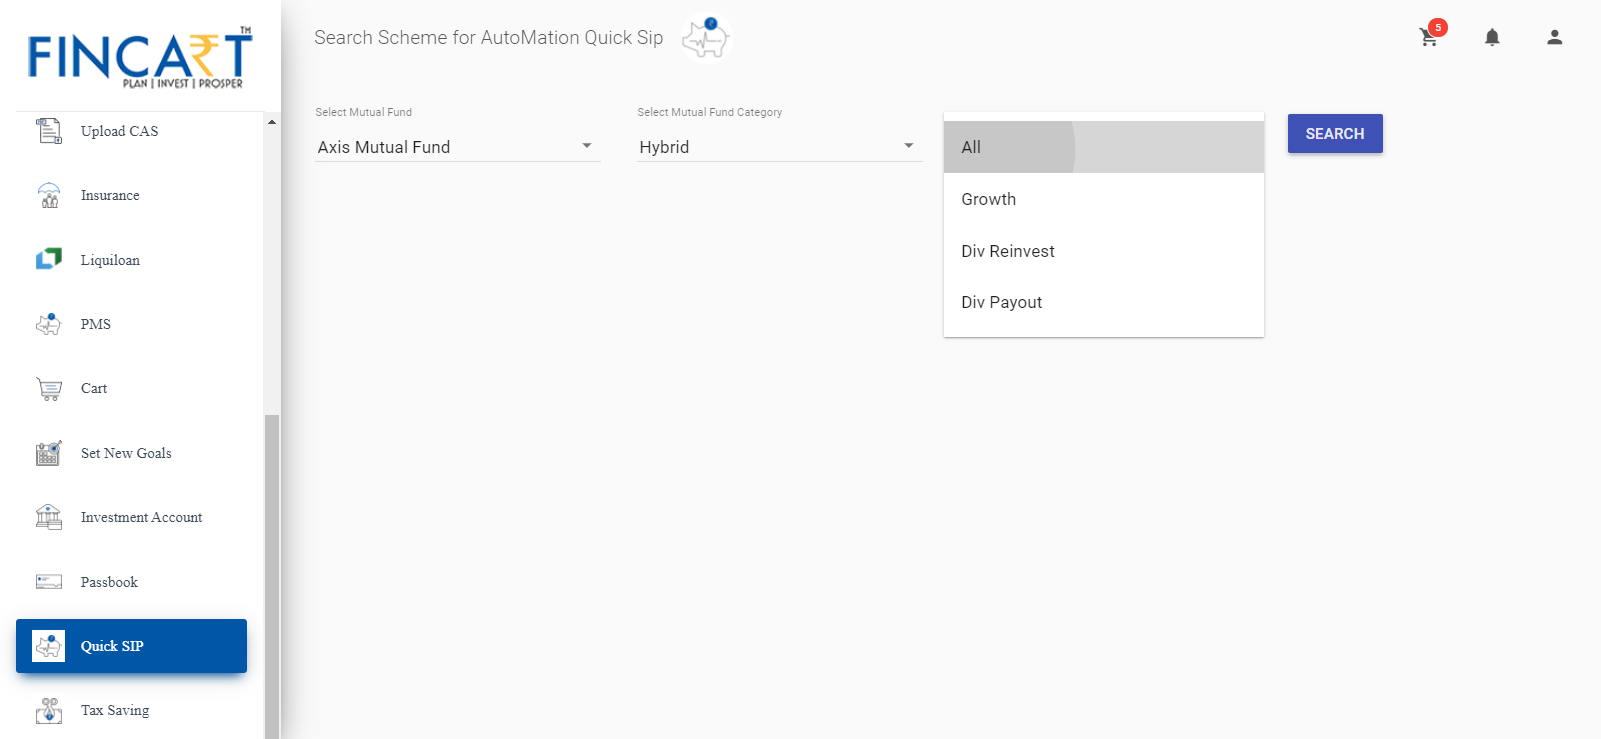 FINCART TM
PLAN | INVEST | PROSPER
Upload CAS
Insurance
Liquiloan
PMS
Cart
Set New Goals
Investment Account
Passbook
Quick SIP
Tax Saving
Search Scheme for AutoMation Quick Sip
5
Select Mutual Fund
Axis Mutual Fund
Select Mutual Fund Category
Hybrid
All
Growth
Div Reinvest
Div Payout
SEARCH